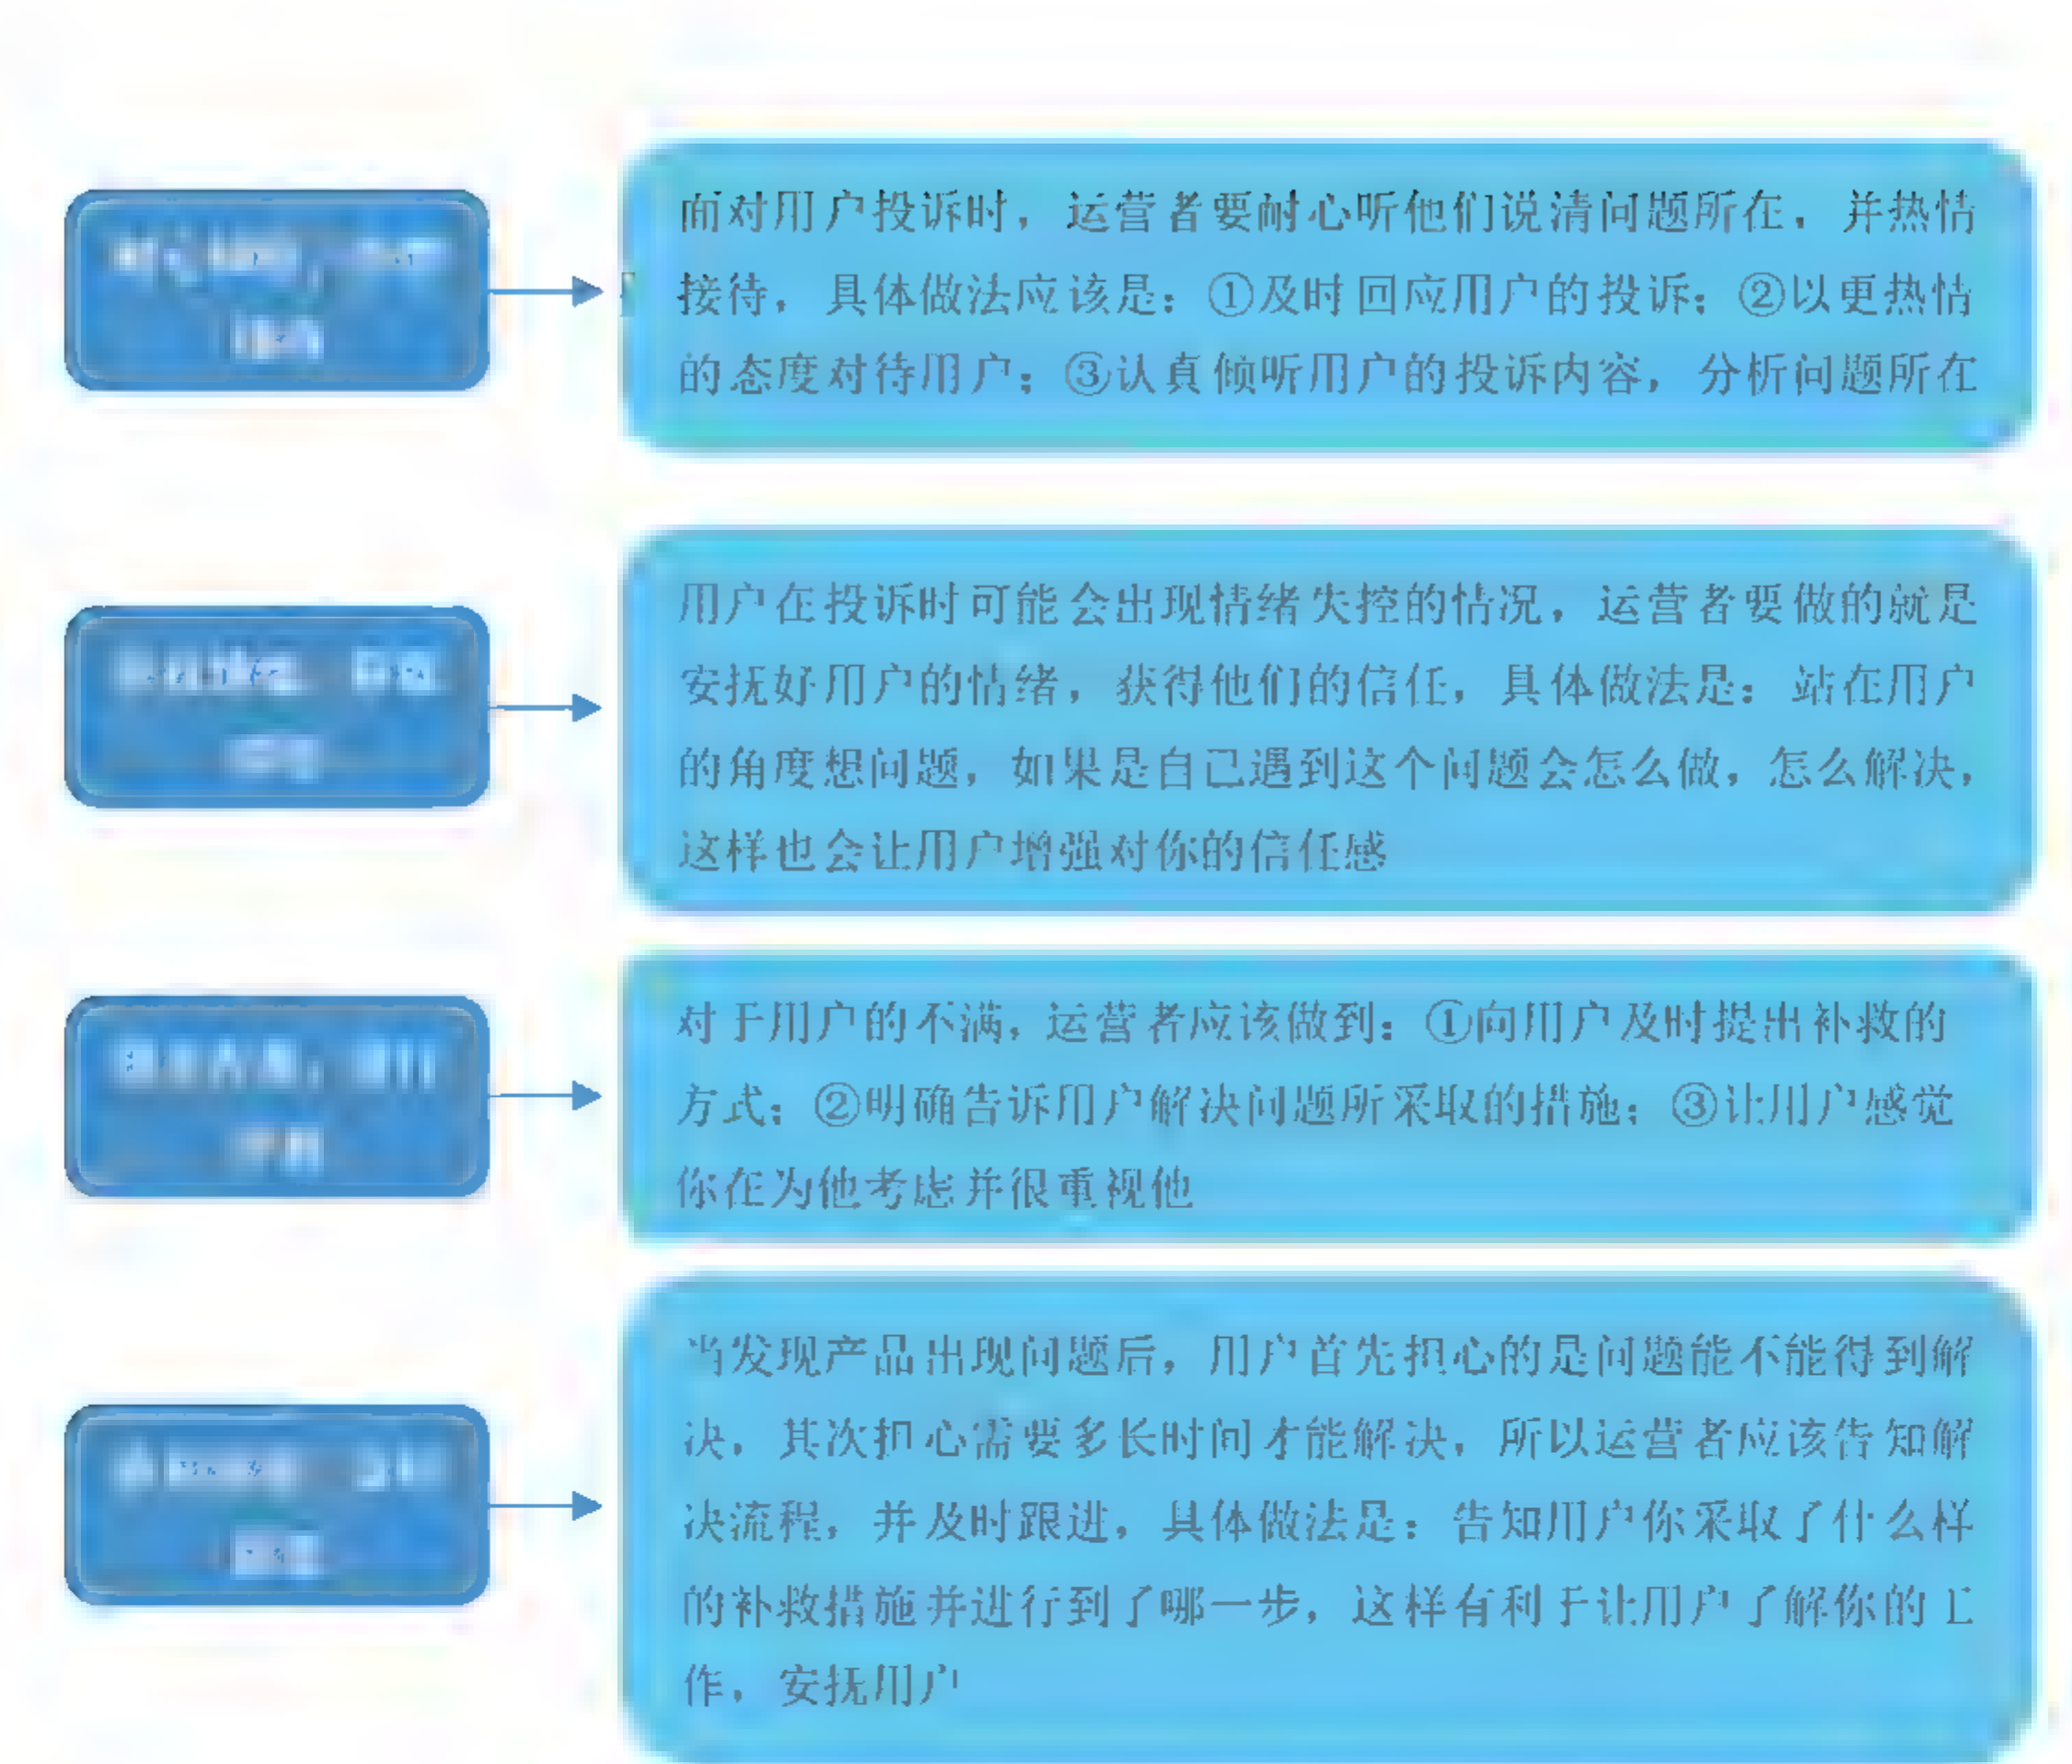 面对用户投诉时，运营者要耐心听他们说清问题所在，并热情
接待，具体做法应该是：①及时回应用户的投诉；②以更热情
的态度对待用户；③认真倾听用户的投诉内容，分析问题所在
用户在投诉时可能会出现情绪失控的情况，运营者要做的就是
安抚好用户的情绪，获得他们的信任，具体做法是：站在用户
的角度想问题，如果是自己遇到这个问题会怎么做，怎么解决，
这样也会让用户增强对你的信任感
对于用户的不满，运营者应该做到：①向用户及时提出补救的
方式；②明确告诉用户解决问题所采取的措施；③让用户感觉
你在为他考虑并很重视他
当发现产品出现问题后，用户首先担心的是问题能不能得到解
决，其次担心需要多长时间才能解决，所以运营者应该告知解
决流程，并及时跟进，具体做法是：告知用户你采取了什么样
的补救措施并进行到了哪一步，这样有利于让用户了解你的工
作，安抚用户